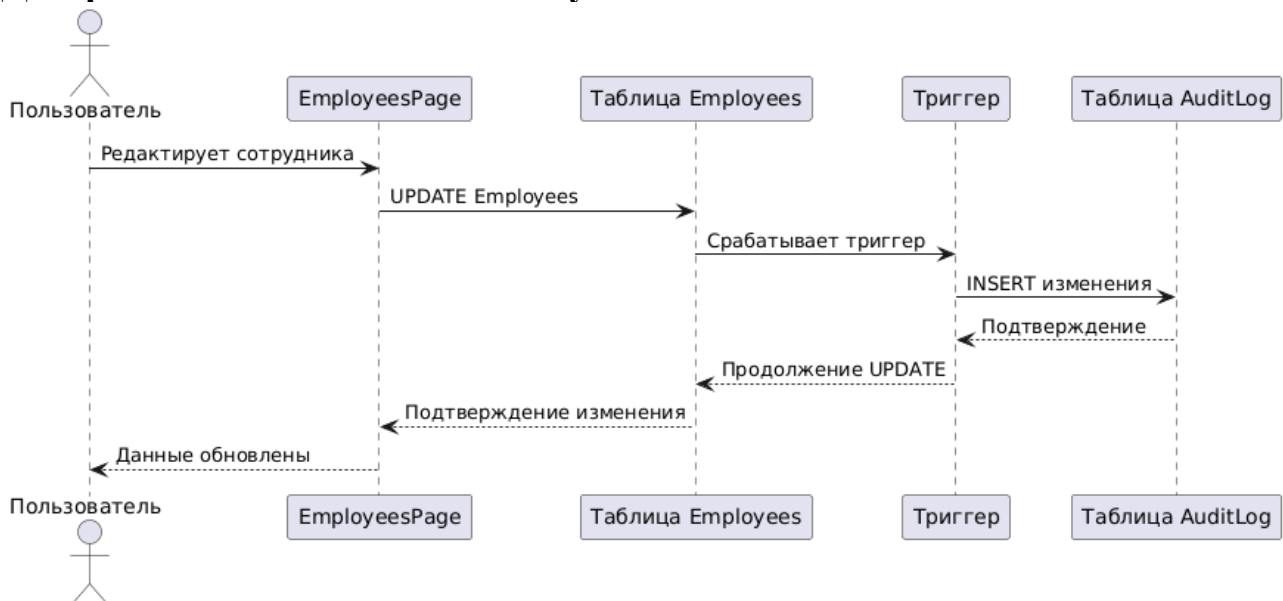 Пользователь
EmployeesPage
Таблица Employees
Триггер
Таблица AuditLog
Редактирует сотрудника
UPDATE Employees
Срабатывает триггер
INSERT изменения
Подтверждение
Продолжение UPDATE
Подтверждение изменения
Данные обновлены
Пользователь
EmployeesPage
Таблица Employees
Триггер
Таблица AuditLog